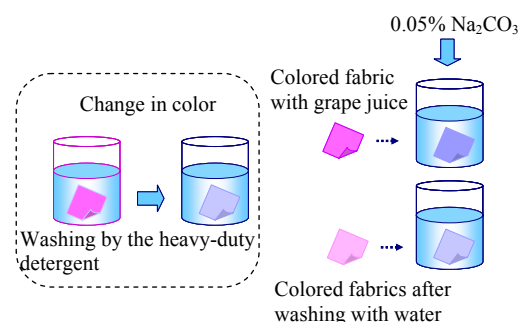 Change in color
Washing by the heavy-duty
detergent
0.05% Na₂CO₃
Colored fabric
with grape juice
Colored fabrics after
washing with water